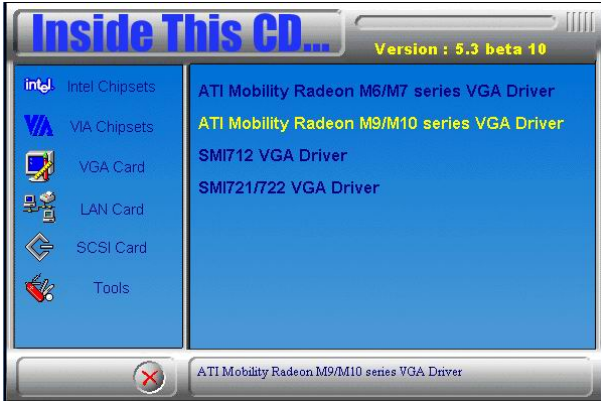 Inside This CD...
Version : 5.3 beta 10
intel Intel Chipsets
VIA VIA Chipsets
VGA Card
LAN Card
SCSI Card
Tools
ATI Mobility Radeon M6/M7 series VGA Driver
ATI Mobility Radeon M9/M10 series VGA Driver
SMI712 VGA Driver
SMI721/722 VGA Driver
ATI Mobility Radeon M9/M10 series VGA Driver